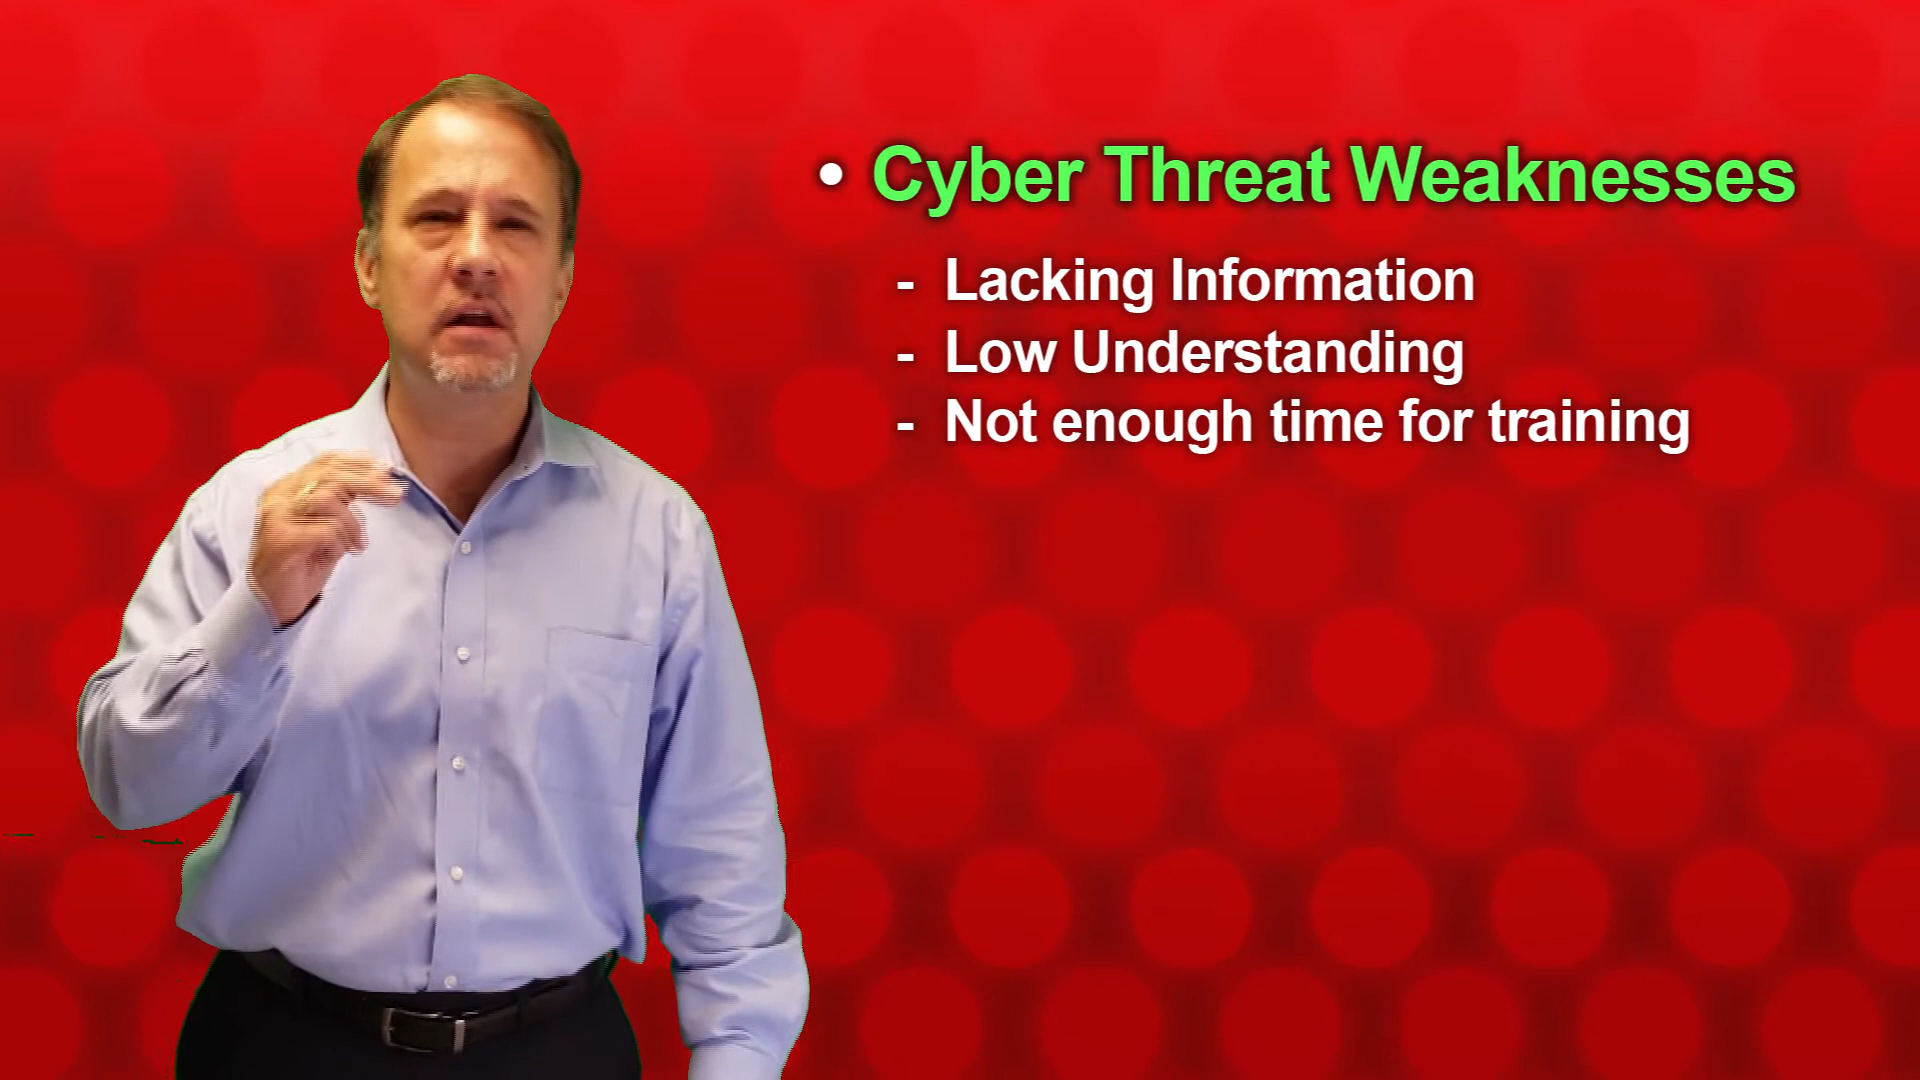 • Cyber Threat Weaknesses
- Lacking Information
- Low Understanding
- Not enough time for training